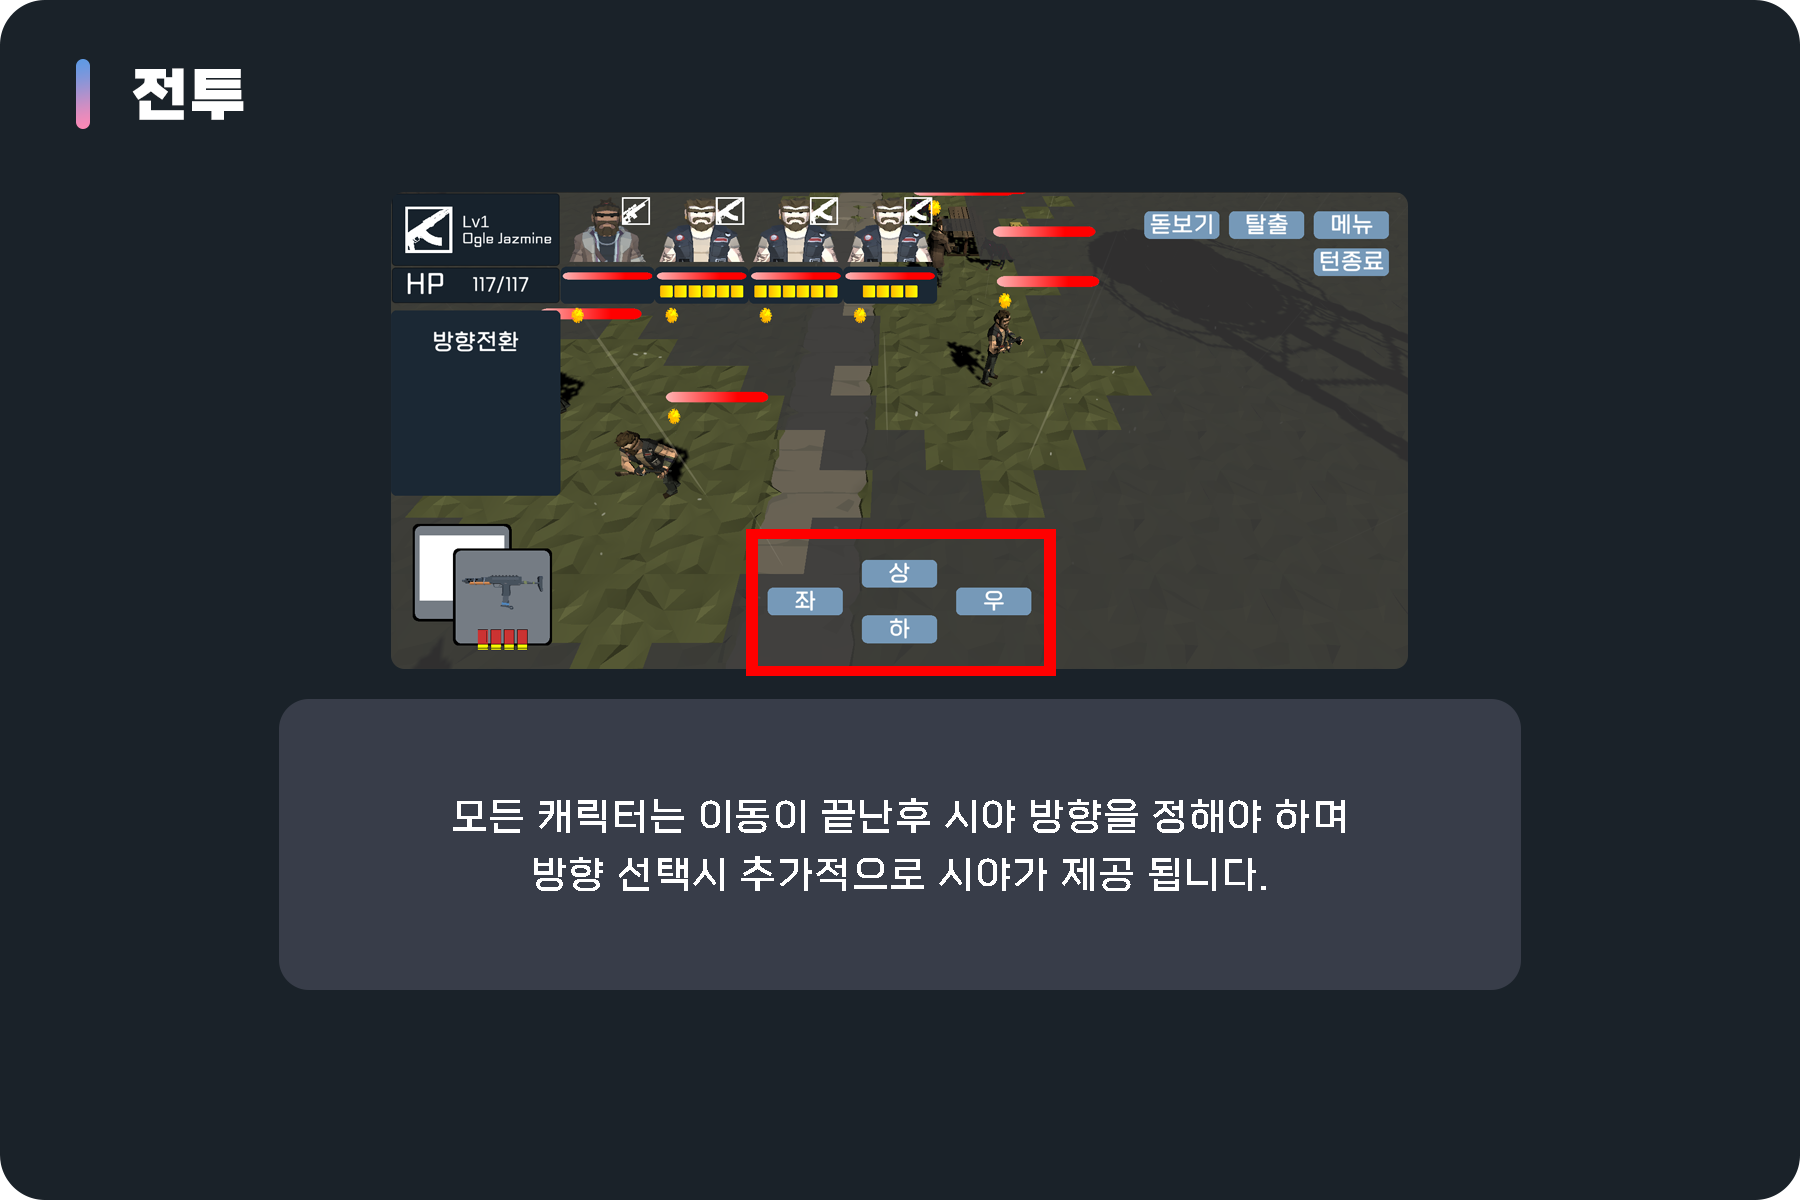 전투
Lv1
Ogle Jazmine
HP 117/117
돋보기 탈출 메뉴
턴종료
방향전환
상
좌 우
하
모든 캐릭터는 이동이 끝난후 시야 방향을 정해야 하며
방향 선택시 추가적으로 시야가 제공 됩니다.